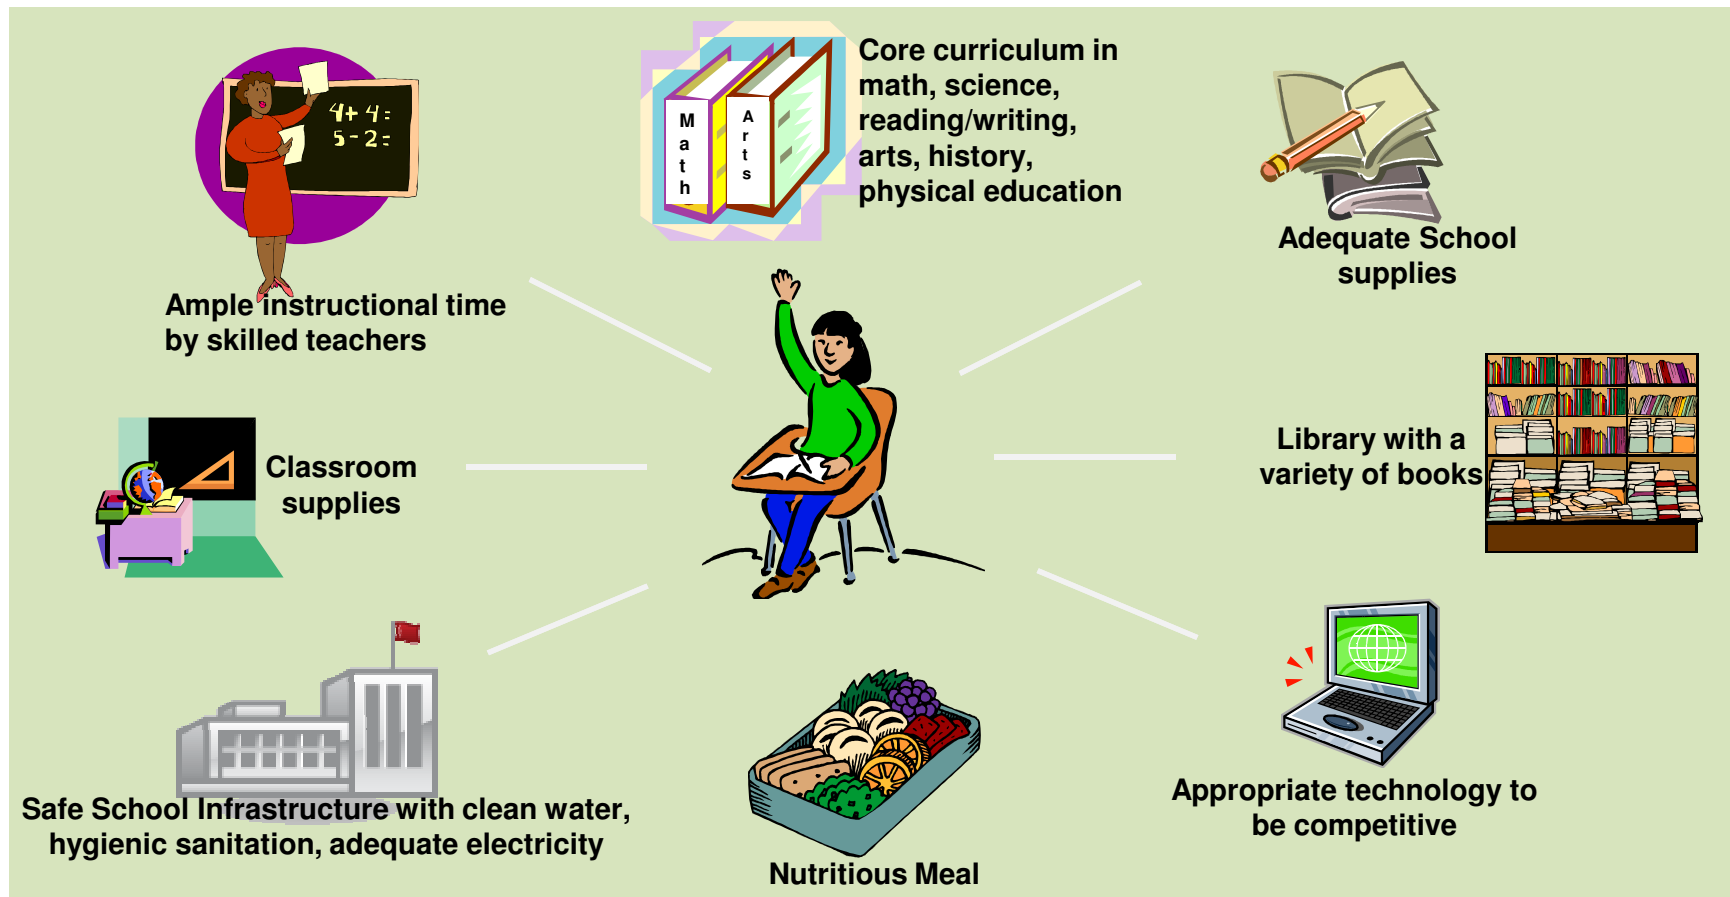 4+4=
5-2=
Ample instructional time
by skilled teachers
Math
Arts
Core curriculum in
math, science,
reading/writing,
arts, history,
physical education
Adequate School
supplies
Classroom
supplies
Library with a
variety of books
Safe School Infrastructure with clean water,
hygienic sanitation, adequate electricity
Nutritious Meal
Appropriate technology to
be competitive